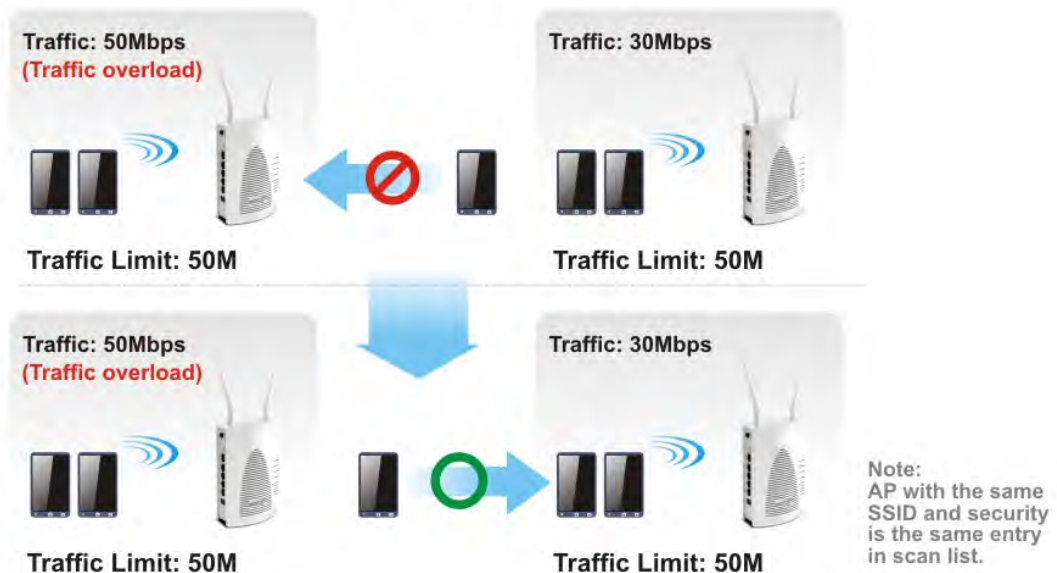 Traffic: 50Mbps
(Traffic overload)
Traffic: 30Mbps
Traffic Limit: 50M
Traffic Limit: 50M
Traffic: 50Mbps
(Traffic overload)
Traffic: 30Mbps
Traffic Limit: 50M
Traffic Limit: 50M
Note:
AP with the same
SSID and security
is the same entry
in scan list.